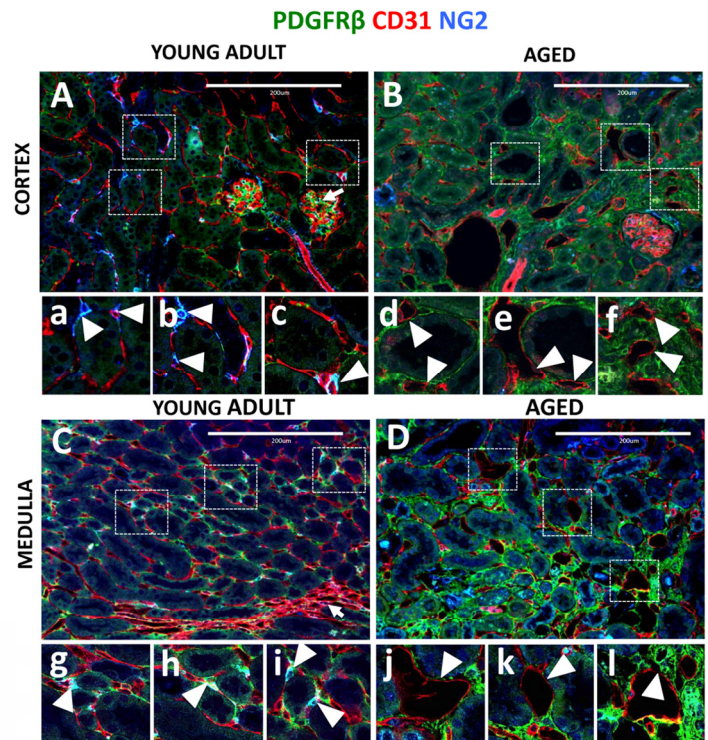 PDGFRβ CD31 NG2
YOUNG ADULT AGED
CORTEX
A 200um B 200um
a b c d e f
YOUNG ADULT AGED
MEDULLA
C 200um D 200um
g h i j k l